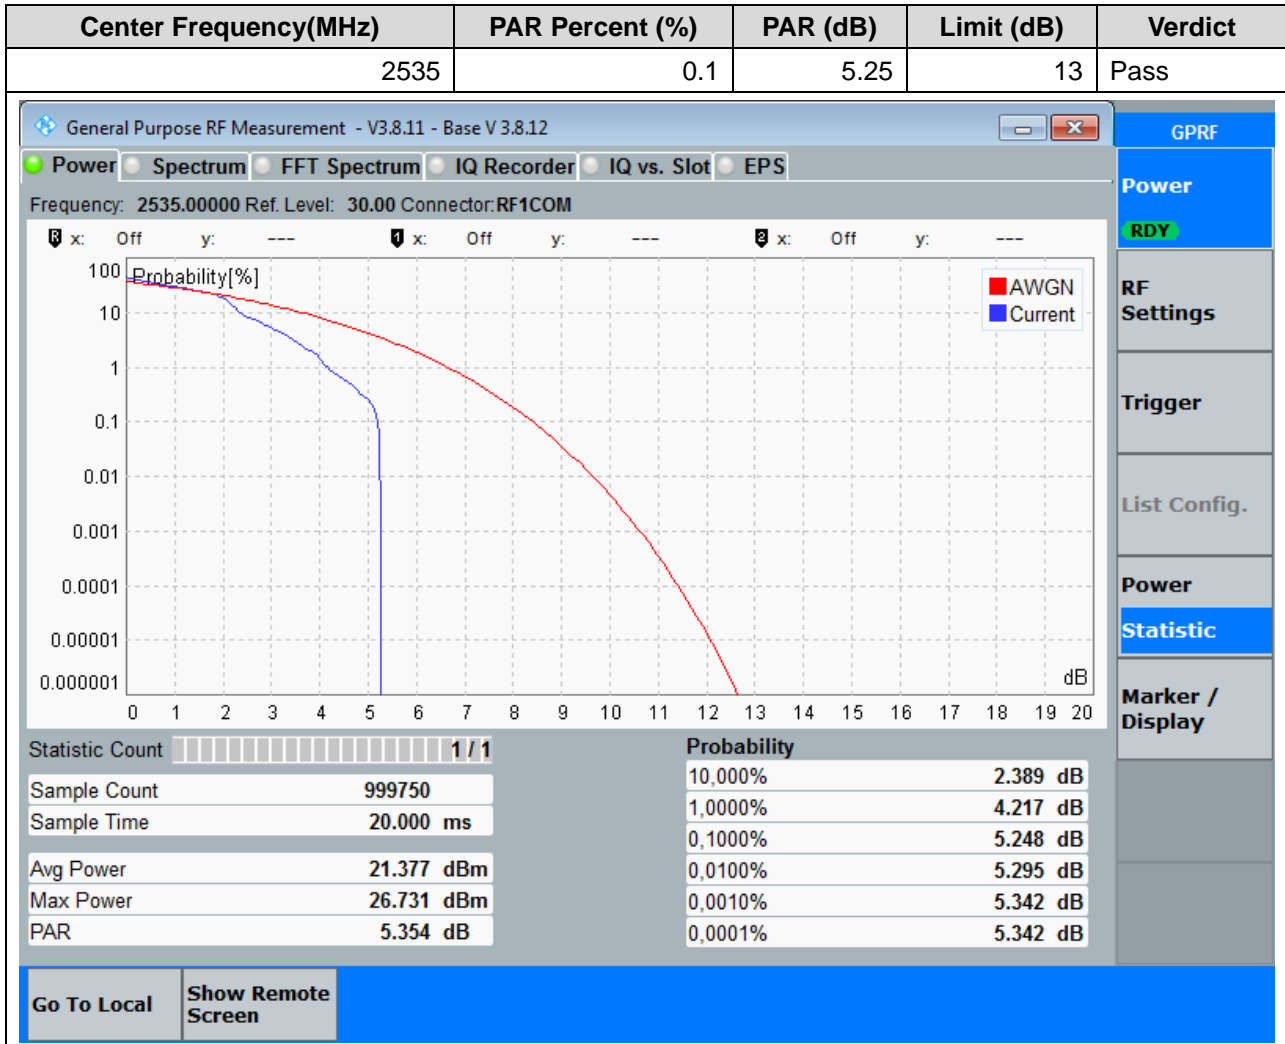 Center Frequency(MHz) PAR Percent (%) PAR (dB) Limit (dB) Verdict
2535 0.1 5.25 13 Pass
General Purpose RF Measurement - V3.8.11 - Base V 3.8.12
GPRF
Power Spectrum FFT Spectrum IQ Recorder IQ vs. Slot EPS
Frequency: 2535.00000 Ref. Level: 30.00 Connector:RF1COM
R x: Off y: --- 1 x: Off y: --- 2 x: Off y: ---
Probability[%]
AWGN
Current
100
10
1
0.1
0.01
0.001
0.0001
0.00001
0.000001
dB
0 1 2 3 4 5 6 7 8 9 10 11 12 13 14 15 16 17 18 19 20
Statistic Count 1 / 1
Sample Count 999750
Sample Time 20.000 ms
Avg Power 21.377 dBm
Max Power 26.731 dBm
PAR 5.354 dB
Probability
10,000% 2.389 dB
1,0000% 4.217 dB
0,1000% 5.248 dB
0,0100% 5.295 dB
0,0010% 5.342 dB
0,0001% 5.342 dB
Power
RDY
RF
Settings
Trigger
List Config.
Power
Statistic
Marker /
Display
Go To Local
Show Remote
Screen